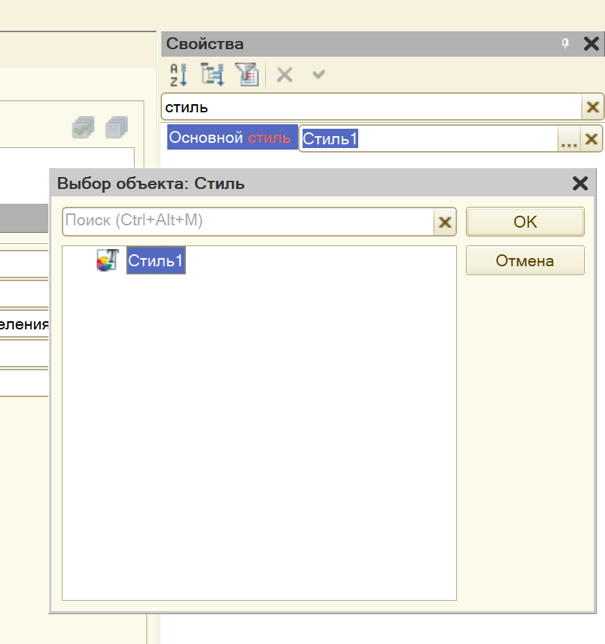 Свойства
стиль
Основной стиль Стиль1
Выбор объекта: Стиль
Поиск (Ctrl+Alt+M)
OK
Стиль1
Отмена
еления